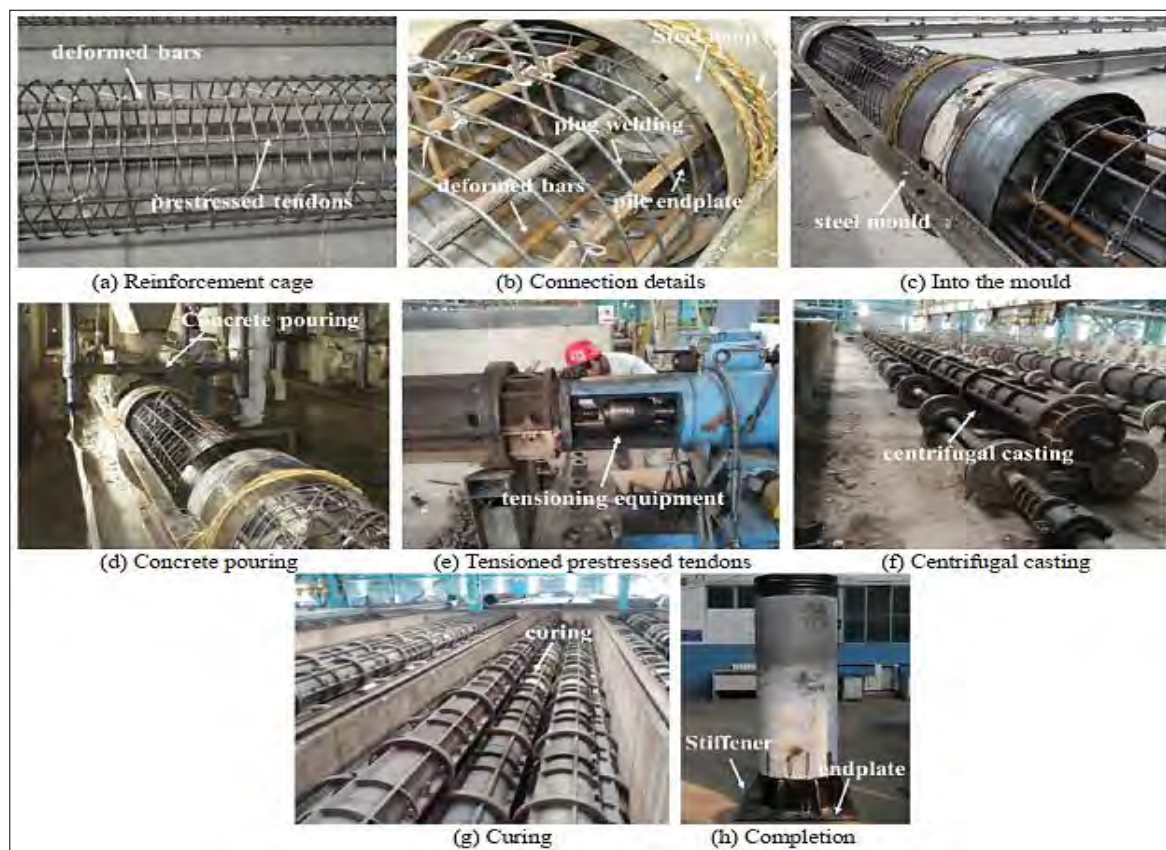 deformed bars
prestressed tendons
(a) Reinforcement cage
Steel hoop
plug welding
deformed bars
pile endplate
(b) Connection details
steel mould
(c) Into the mould
Concrete pouring
(d) Concrete pouring
tensioning equipment
(e) Tensioned prestressed tendons
centrifugal casting
(f) Centrifugal casting
curing
(g) Curing
Stiffener
endplate
(h) Completion